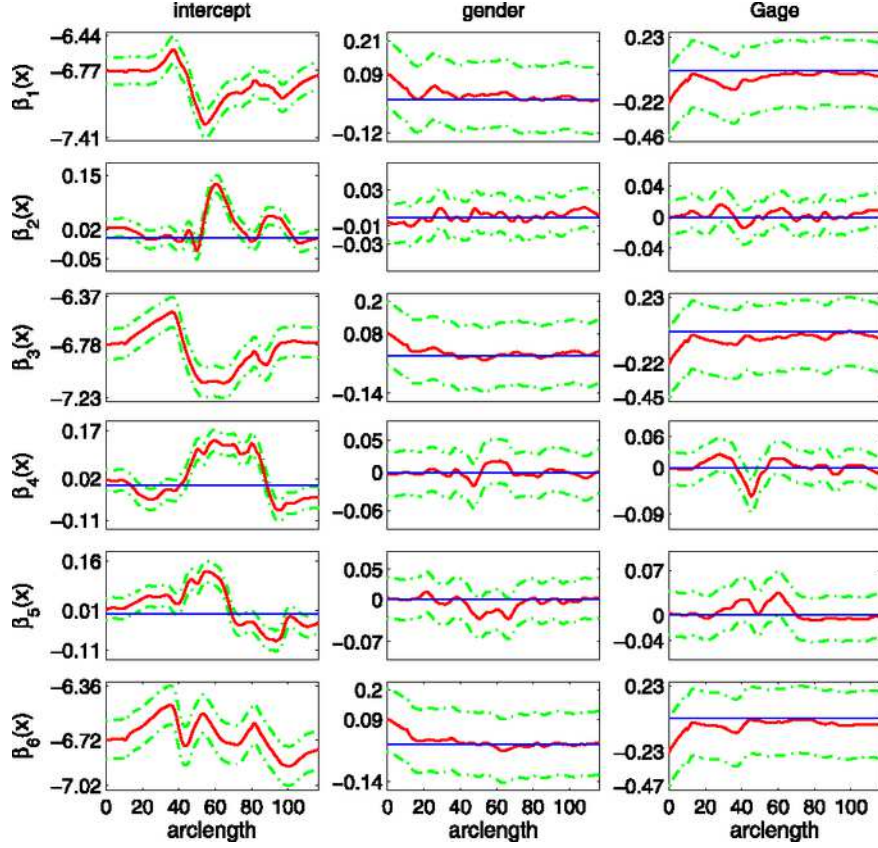 intercept gender Gage
β1(x)
−6.44 0.21 0.23
−6.77 0.09 −0.22
−7.41 −0.12 −0.46
β2(x)
0.15 0.03 0.04
0.02 −0.01 0
−0.05 −0.03 −0.04
β3(x)
−6.37 0.2 0.23
−6.78 0.08 −0.22
−7.23 −0.14 −0.45
β4(x)
0.17 0.05 0.06
0.02 0 0
−0.11 −0.06 −0.09
β5(x)
0.16 0.05 0.07
0.01 0 0
−0.11 −0.07 −0.04
β6(x)
−6.36 0.2 0.23
−6.72 0.09 −0.23
−7.02 −0.14 −0.47
0 20 40 60 80 100 0 20 40 60 80 100 0 20 40 60 80 100
arclength arclength arclength